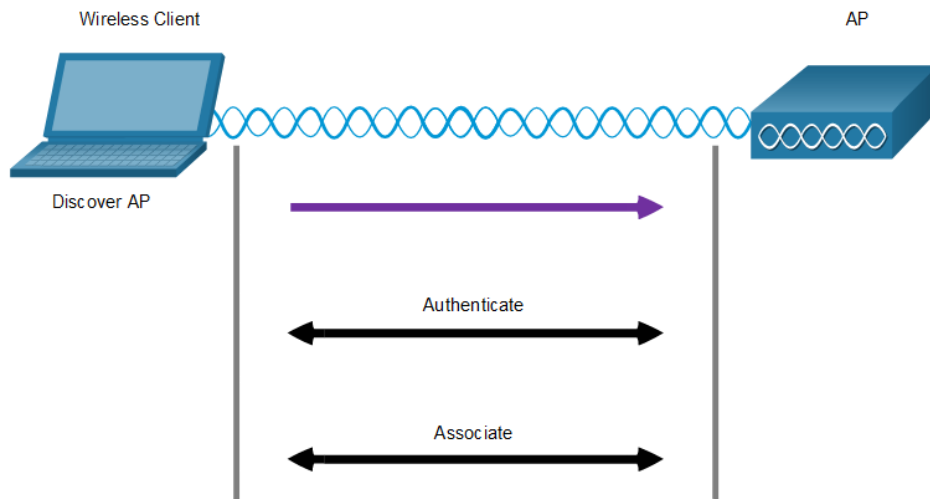 Wireless Client
AP
Discover AP
Authenticate
Associate